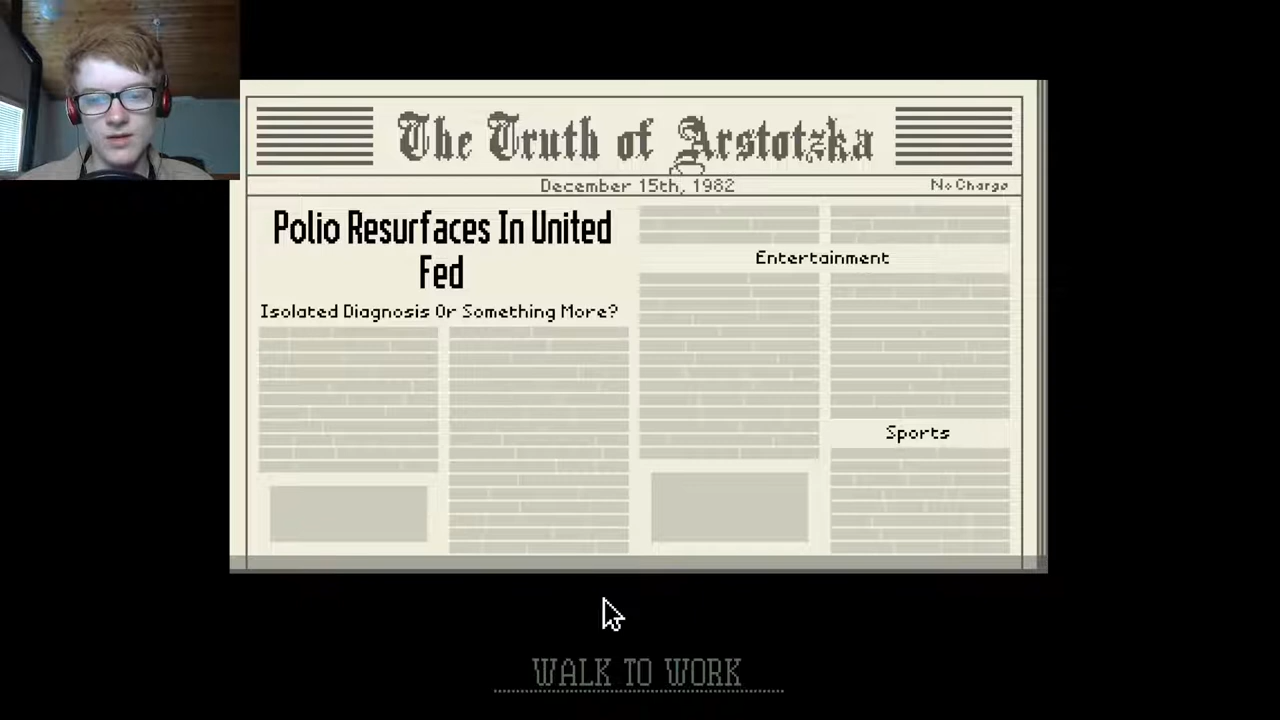 The Truth of Arstotzka
December 15th, 1982
No Charge
Polio Resurfaces In United
Fed
Isolated Diagnosis Or Something More?
Entertainment
Sports
WALK TO WORK